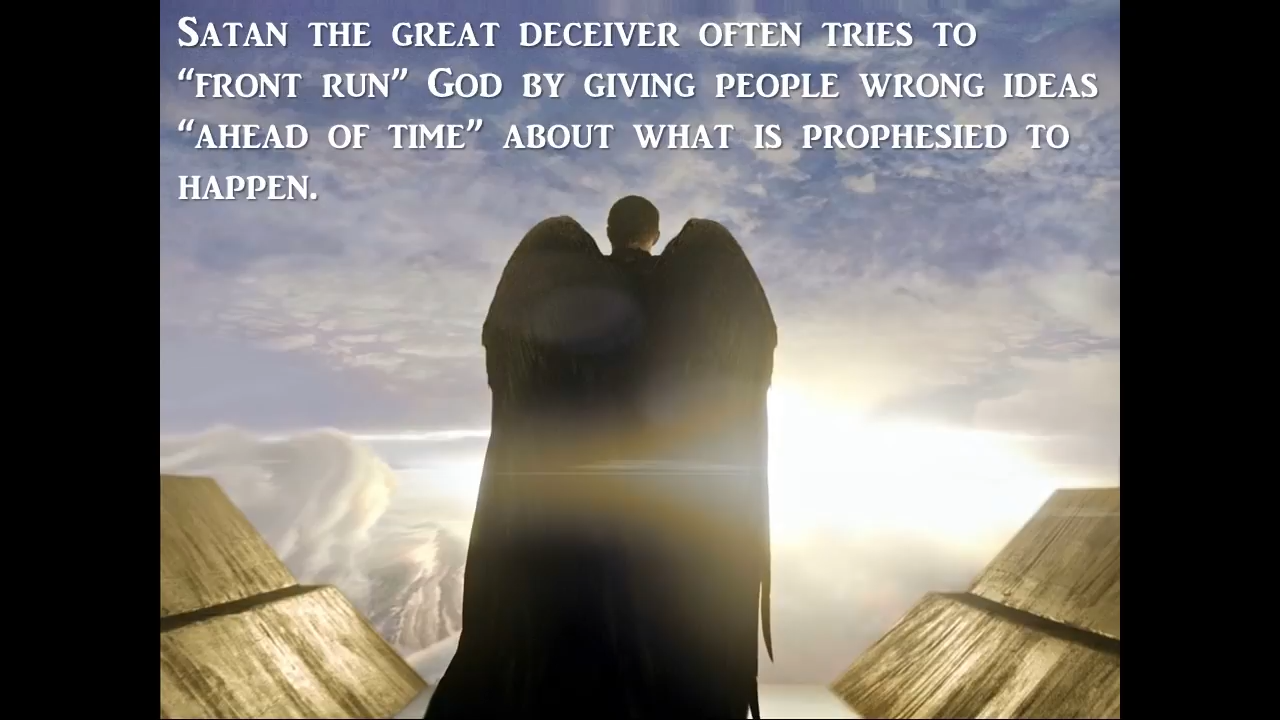 Satan the great deceiver often tries to
“front run” God by giving people wrong ideas
“ahead of time” about what is prophesied to
happen.